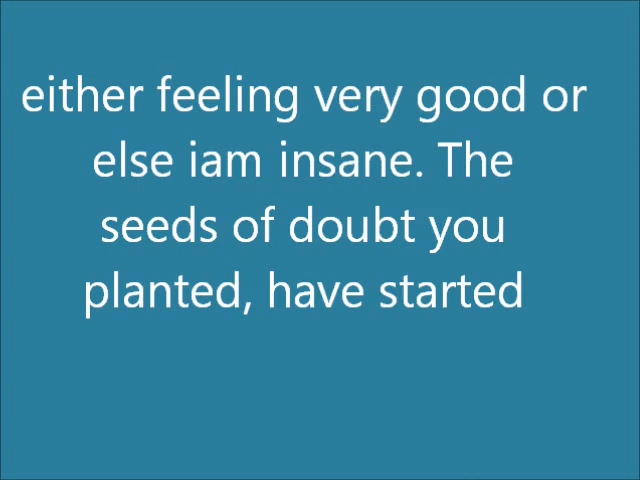 either feeling very good or
else iam insane. The
seeds of doubt you
planted, have started